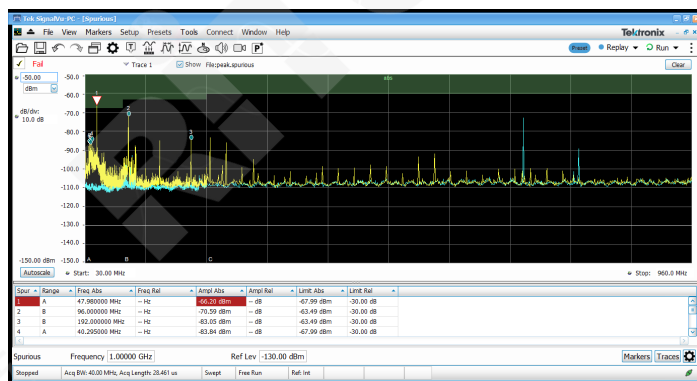 Tek SignalVu-PC - [Spurious]
File View Markers Setup Presets Tools Connect Window Help
Tektronix
Preset Replay Run
Fail Trace 1 Show File:peak.spurious Clear
-50.00
dBm
dB/div:
10.0 dB
-50.0
-60.0
-70.0
-80.0
-90.0
-100.0
-110.0
-120.0
-130.0
-140.0
-150.00 dBm -150.0
abs
1
2
3
A B C
Autoscale Start: 30.00 MHz Stop: 960.0 MHz
Spur Range Freq Abs Freq Rel Ampl Abs Ampl Rel Limit Abs Limit Rel
1 A 47.980000 MHz -- Hz -66.20 dBm -- dB -67.99 dBm -30.00 dB
2 B 96.000000 MHz -- Hz -70.59 dBm -- dB -63.49 dBm -30.00 dB
3 B 192.000000 MHz -- Hz -83.05 dBm -- dB -63.49 dBm -30.00 dB
4 A 40.295000 MHz -- Hz -83.84 dBm -- dB -67.99 dBm -30.00 dB
Spurious Frequency 1.00000 GHz Ref Lev -130.00 dBm Markers Traces
Stopped Acq BW: 40.00 MHz, Acq Length: 28.461 us Swept Free Run Ref: Int